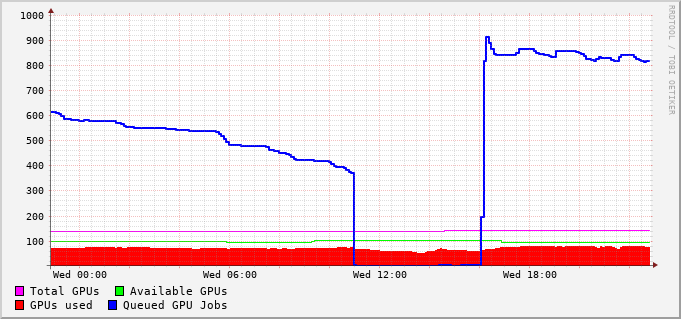 1000
900
800
700
600
500
400
300
200
100
Wed 00:00 Wed 06:00 Wed 12:00 Wed 18:00
Total GPUs Available GPUs
GPUs used Queued GPU Jobs
RRDTOOL / TOBI OETIKER